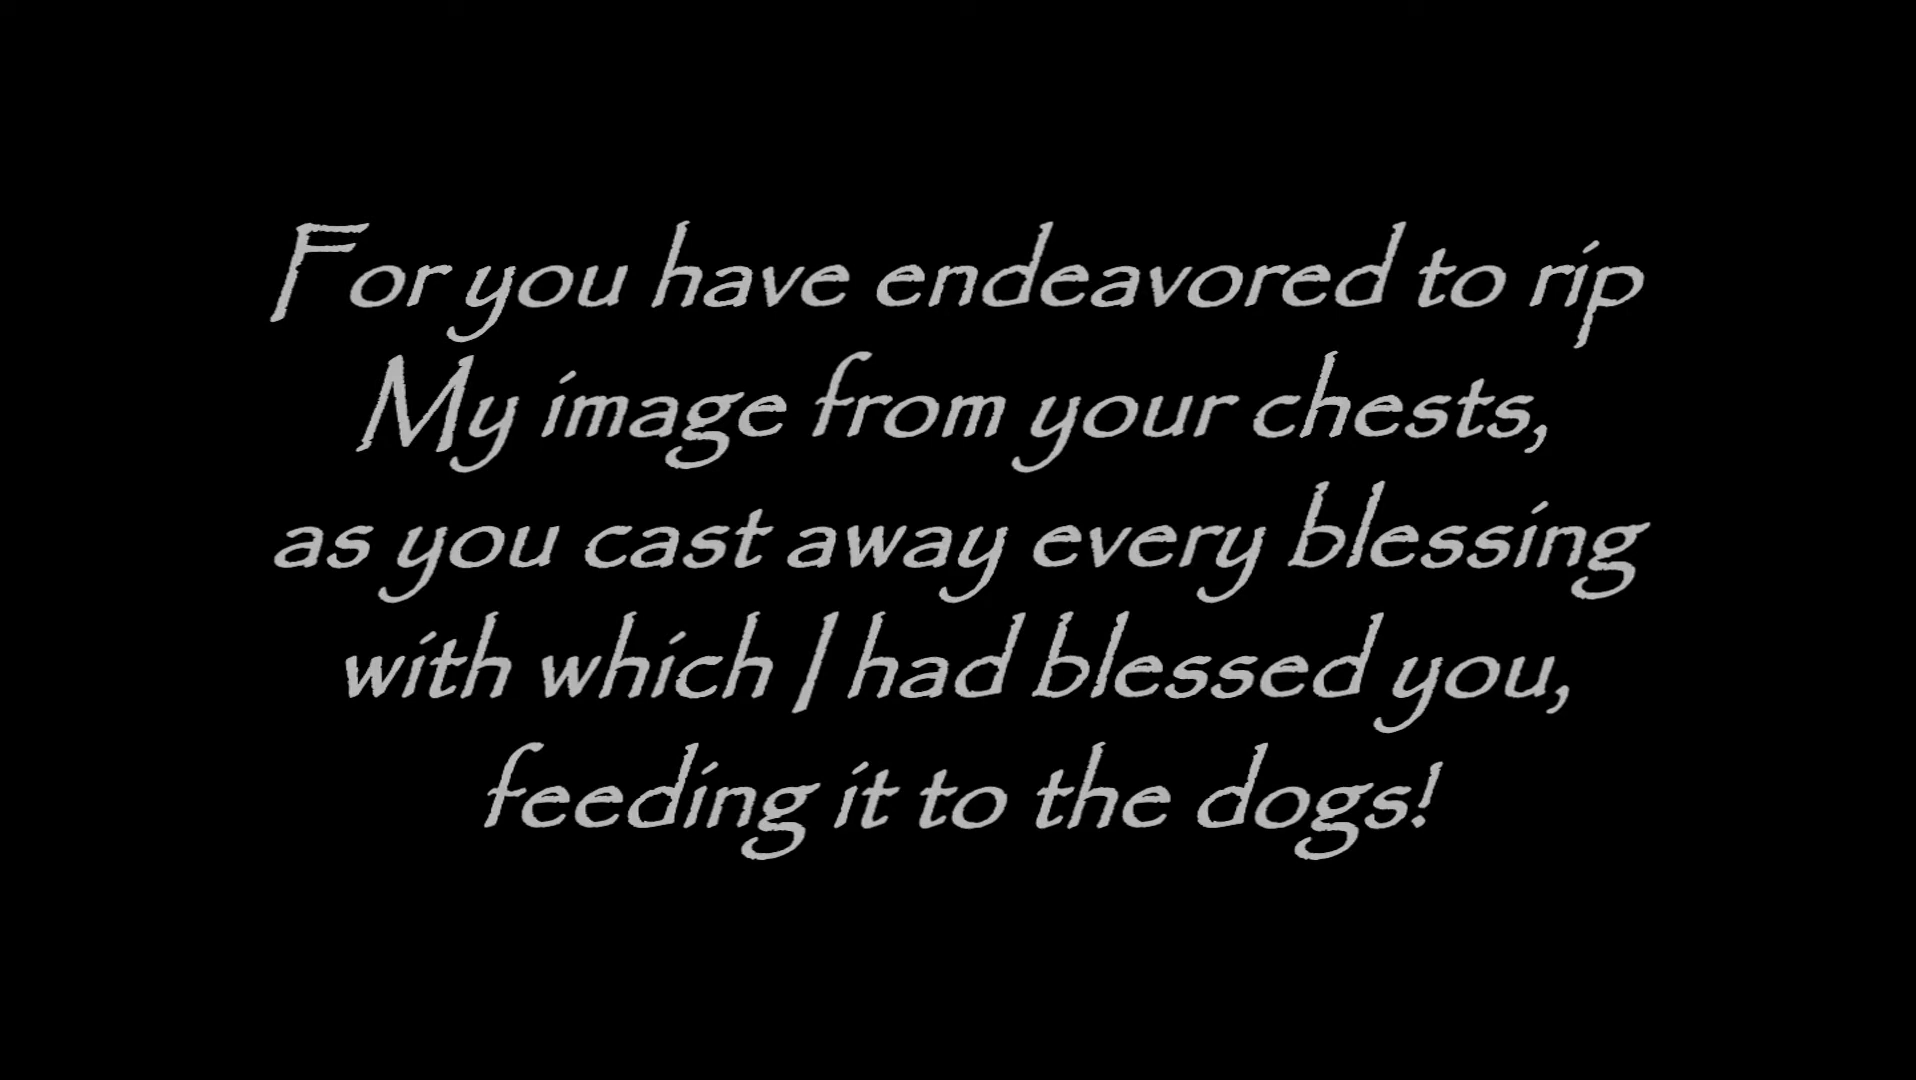 For you have endeavored to rip
My image from your chests,
as you cast away every blessing
with which I had blessed you,
feeding it to the dogs!